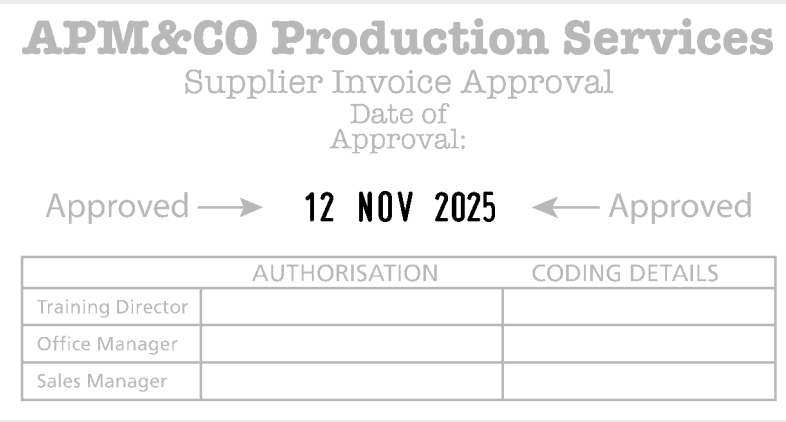 APM&CO Production Services
Supplier Invoice Approval
Date of
Approval:
Approved 12 NOV 2025 Approved
AUTHORISATION CODING DETAILS
Training Director
Office Manager
Sales Manager